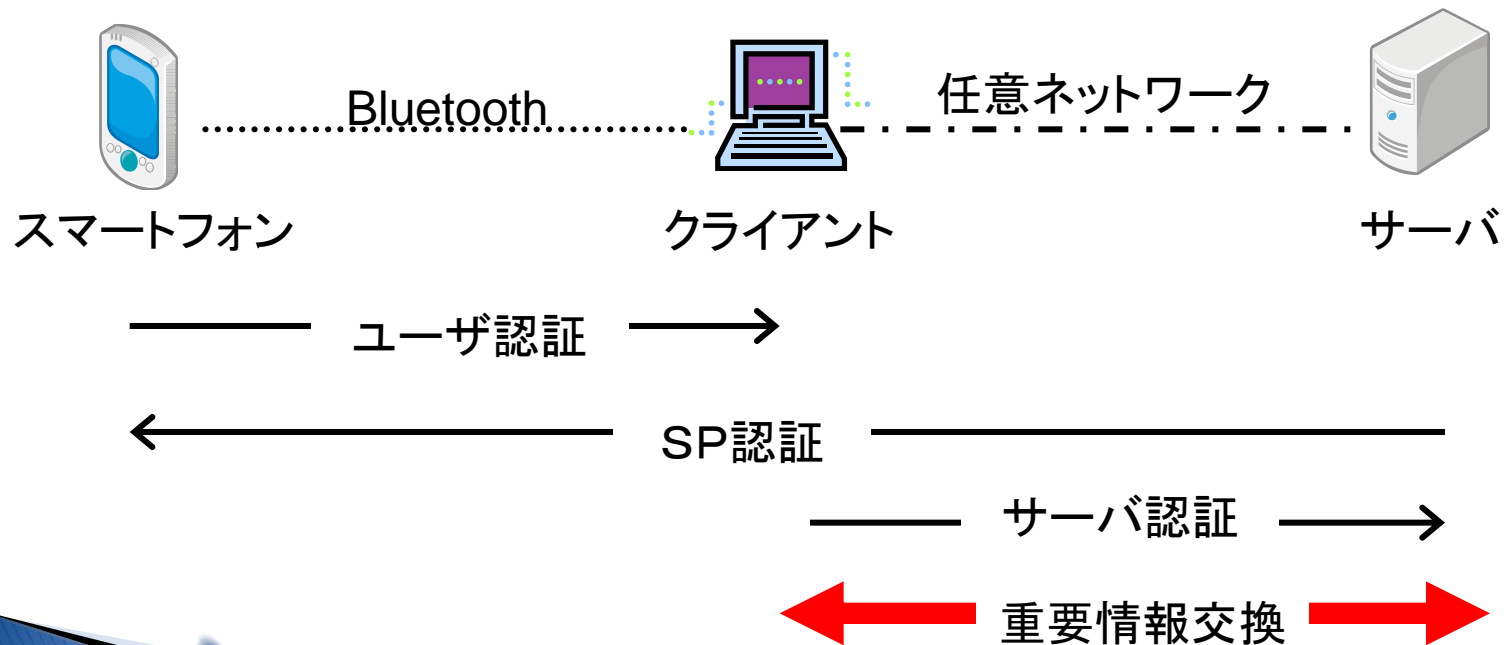 Bluetooth
任意ネットワーク
スマートフォン
クライアント
サーバ
ユーザ認証
ＳＰ認証
サーバ認証
重要情報交換